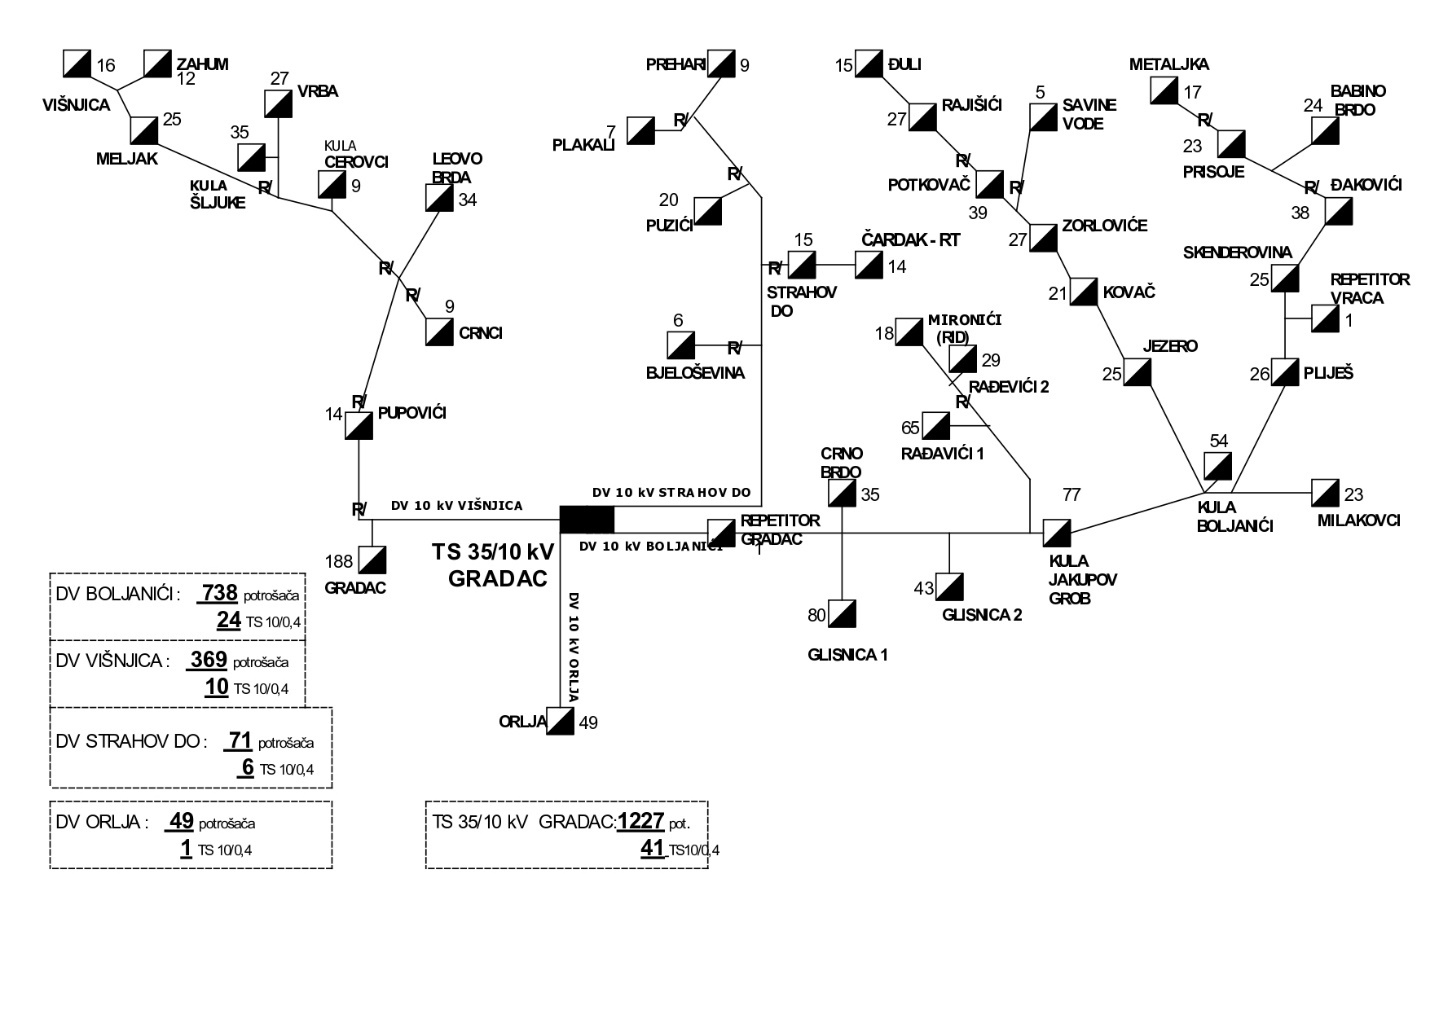 16
ZAHUM
12
VIŠNJICA
27
VRBA
25
MELJAK
35
KULA
ŠLJUKE
R/
KULA
CEROVCI
9
LEOVO
BRDA
34
R/
R/
9
CRNCI
R/
14
PUPOVIĆI
R/
DV 10 kV VIŠNJICA
188
GRADAC
PREHARI
9
R/
7
PLAKALI
R/
20
PUZIĆI
15
ČARDAK - RT
R/
14
STRAHOV
DO
6
R/
BJELOŠEVINA
DV 10 kV STRAHOV DO
TS 35/10 kV
GRADAC
DV 10 kV BOLJANIĆI
REPETITOR
GRADAC
DV 10 kV ORLJA
ORLJA
49
15
ĐULI
27
RAJIŠIĆI
R/
POTKOVAČ
39
5
SAVINE
VODE
R/
27
ZORLOVIĆE
21
KOVAČ
JEZERO
25
18
MIRONIĆI
(RID)
29
RAĐEVIĆI 2
R/
65
RAĐAVIĆI 1
CRNO
BRDO
35
77
KULA
JAKUPOV
GROB
80
GLISNICA 1
43
GLISNICA 2
METALJKA
17
R/
23
PRISOJE
BABINO
BRDO
24
R/
ĐAKOVIĆI
38
SKENDEROVINA
25
REPETITOR
VRACA
1
26
PLIJEŠ
54
KULA
BOLJANIĆI
23
MILAKOVCI
DV BOLJANIĆI : 738 potrošača
24 TS 10/0,4
DV VIŠNJICA : 369 potrošača
10 TS 10/0,4
DV STRAHOV DO : 71 potrošača
6 TS 10/0,4
DV ORLJA : 49 potrošača
1 TS 10/0,4
TS 35/10 kV GRADAC:1227 pot.
41 TS10/0,4